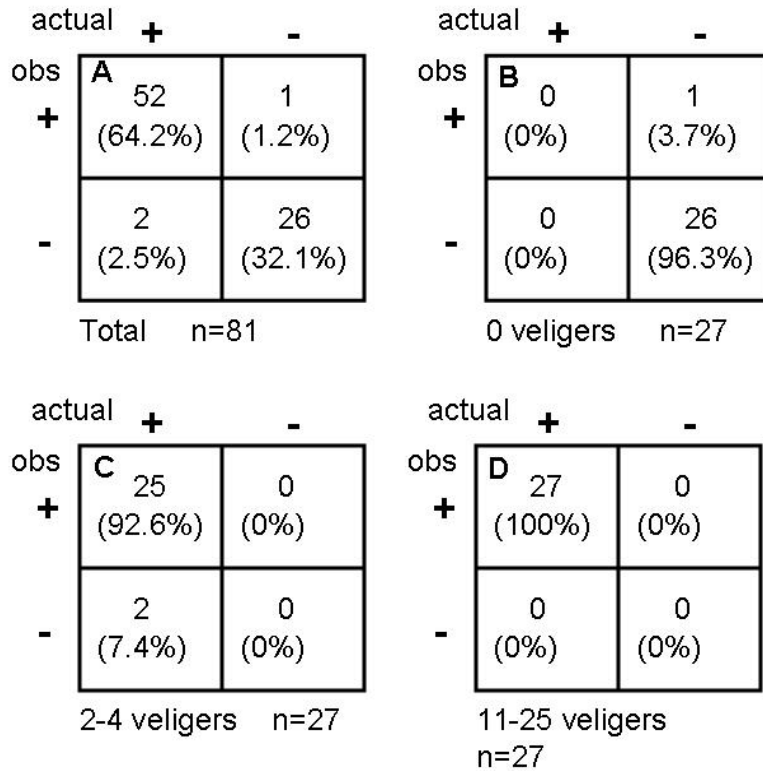 actual
+ -
obs
A
+
52 1
(64.2%) (1.2%)
-
2 26
(2.5%) (32.1%)
Total n=81
actual
+ -
obs
B
+
0 1
(0%) (3.7%)
-
0 26
(0%) (96.3%)
0 veligers n=27
actual
+ -
obs
C
+
25 0
(92.6%) (0%)
-
2 0
(7.4%) (0%)
2-4 veligers n=27
actual
+ -
obs
D
+
27 0
(100%) (0%)
-
0 0
(0%) (0%)
11-25 veligers
n=27